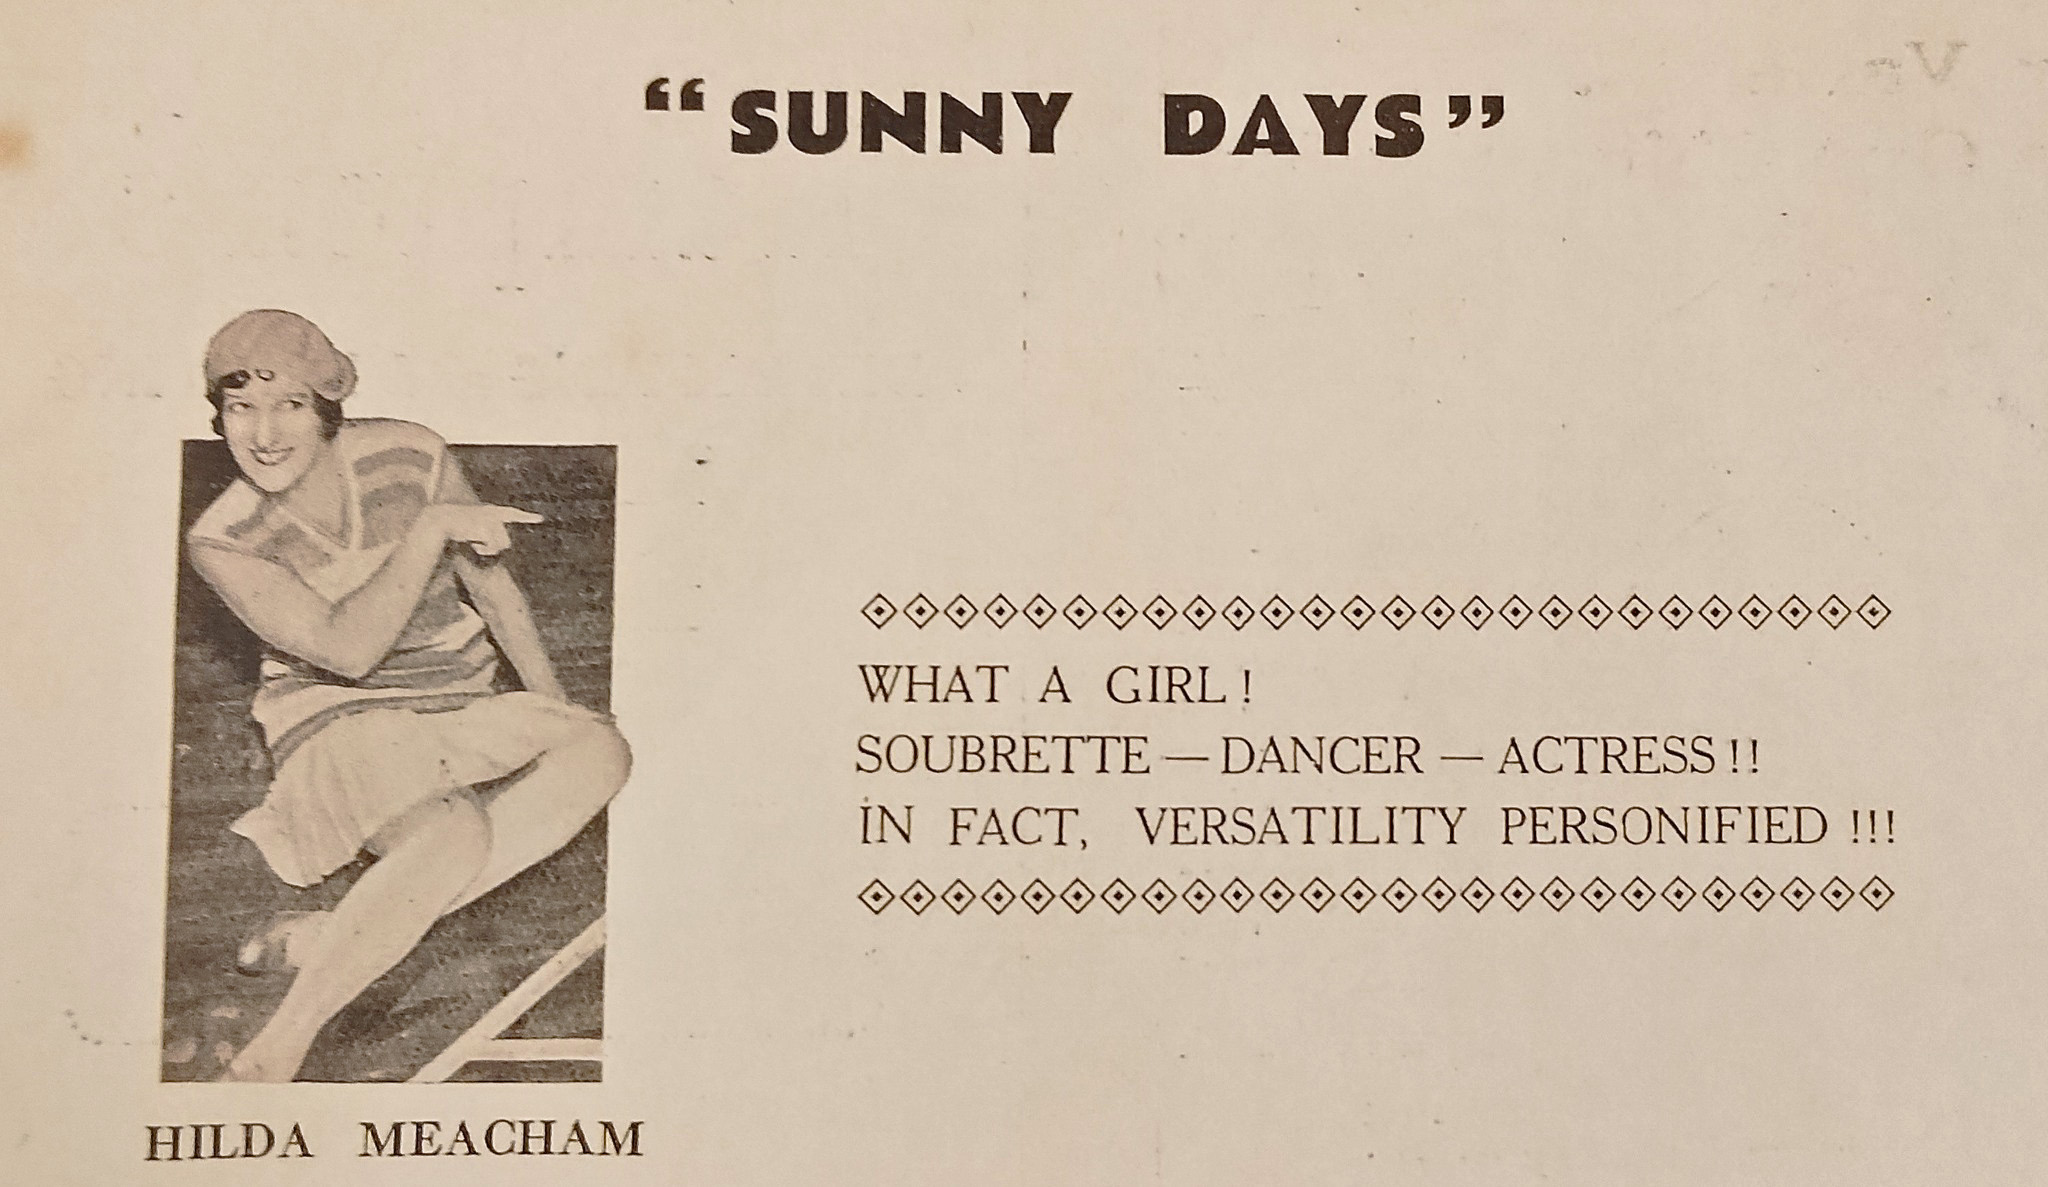 “SUNNY DAYS”
WHAT A GIRL!
SOUBRETTE — DANCER — ACTRESS!!
IN FACT, VERSATILITY PERSONIFIED !!!
HILDA MEACHAM